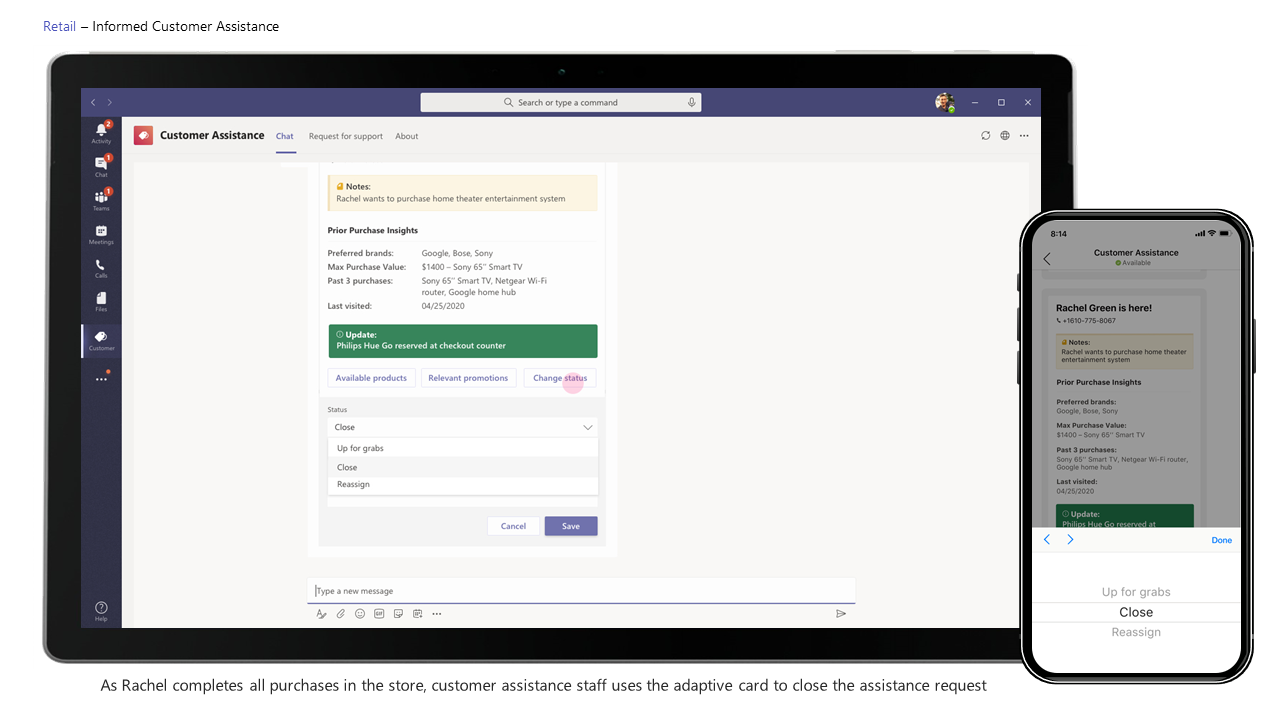 Retail – Informed Customer Assistance
Search or type a command
Customer Assistance
Chat
Request for support
About
2
Activity
1
Chat
1
Teams
Meetings
Calls
Files
Customer
Help
Notes:
Rachel wants to purchase home theater entertainment system
Prior Purchase Insights
Preferred brands: Google, Bose, Sony
Max Purchase Value: $1400 – Sony 65'' Smart TV
Past 3 purchases: Sony 65'' Smart TV, Netgear Wi-Fi
router, Google home hub
Last visited: 04/25/2020
Update:
Philips Hue Go reserved at checkout counter
Available products
Relevant promotions
Change status
Status
Close
Up for grabs
Close
Reassign
Cancel
Save
Type a new message
GIF
8:14
Customer Assistance
Available
Rachel Green is here!
+1610-775-8067
Notes:
Rachel wants to purchase home theater
entertainment system
Prior Purchase Insights
Preferred brands:
Google, Bose, Sony
Max Purchase Value:
$1400 – Sony 65'' Smart TV
Past 3 purchases:
Sony 65'' Smart TV, Netgear Wi-Fi router,
Google home hub
Last visited:
04/25/2020
Update:
Philips Hue Go reserved at
Done
Up for grabs
Close
Reassign
As Rachel completes all purchases in the store, customer assistance staff uses the adaptive card to close the assistance request